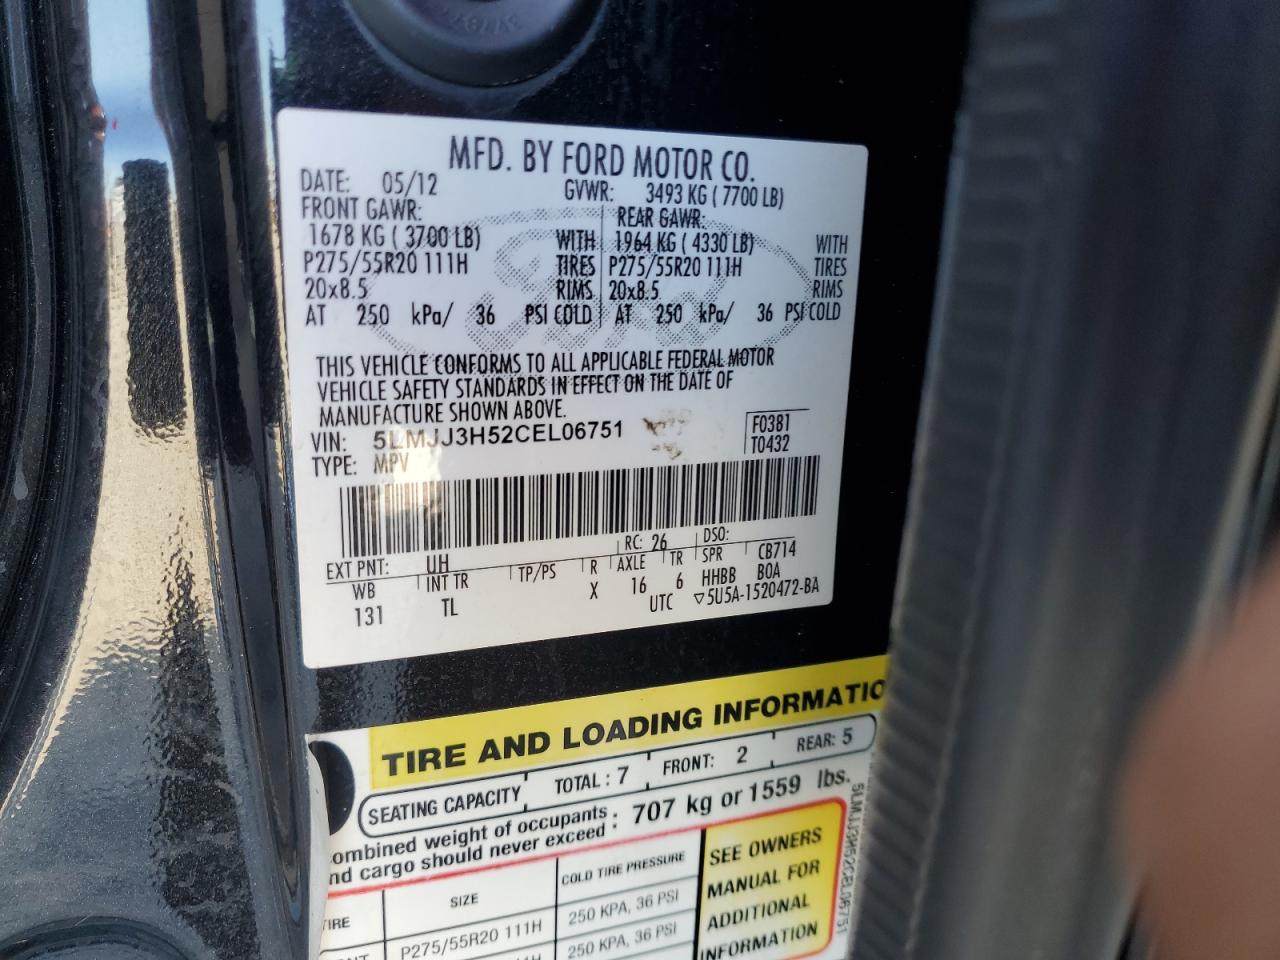 MFD. BY FORD MOTOR CO.
DATE: 05/12 GVWR: 3493 KG ( 7700 LB)
FRONT GAWR: REAR GAWR:
1678 KG ( 3700 LB) WITH 1964 KG ( 4330 LB) WITH
P275/55R20 111H TIRES P275/55R20 111H TIRES
20x8.5 RIMS 20x8.5 RIMS
AT 250 kPa/ 36 PSI COLD AT 250 kPa/ 36 PSI COLD
THIS VEHICLE CONFORMS TO ALL APPLICABLE FEDERAL MOTOR
VEHICLE SAFETY STANDARDS IN EFFECT ON THE DATE OF
MANUFACTURE SHOWN ABOVE.
VIN: 5LMJJ3H52CEL06751 F0381
TYPE: MPV T0432
EXT PNT: UH RC: 26 DSO:
WB INT TR TP/PS R AXLE TR SPR CB714
131 TL X 16 6 HHBB BOA
UTC ▽5U5A-1520472-BA
TIRE AND LOADING INFORMATIO
SEATING CAPACITY TOTAL : 7 FRONT: 2 REAR: 5
ombined weight of occupants
nd cargo should never exceed : 707 kg or 1559 lbs.
IRE SIZE COLD TIRE PRESSURE
P275/55R20 111H 250 KPA, 36 PSI
250 KPA, 36 PSI
SEE OWNERS
MANUAL FOR
ADDITIONAL
INFORMATION
5LMJJ3H52CEL06751